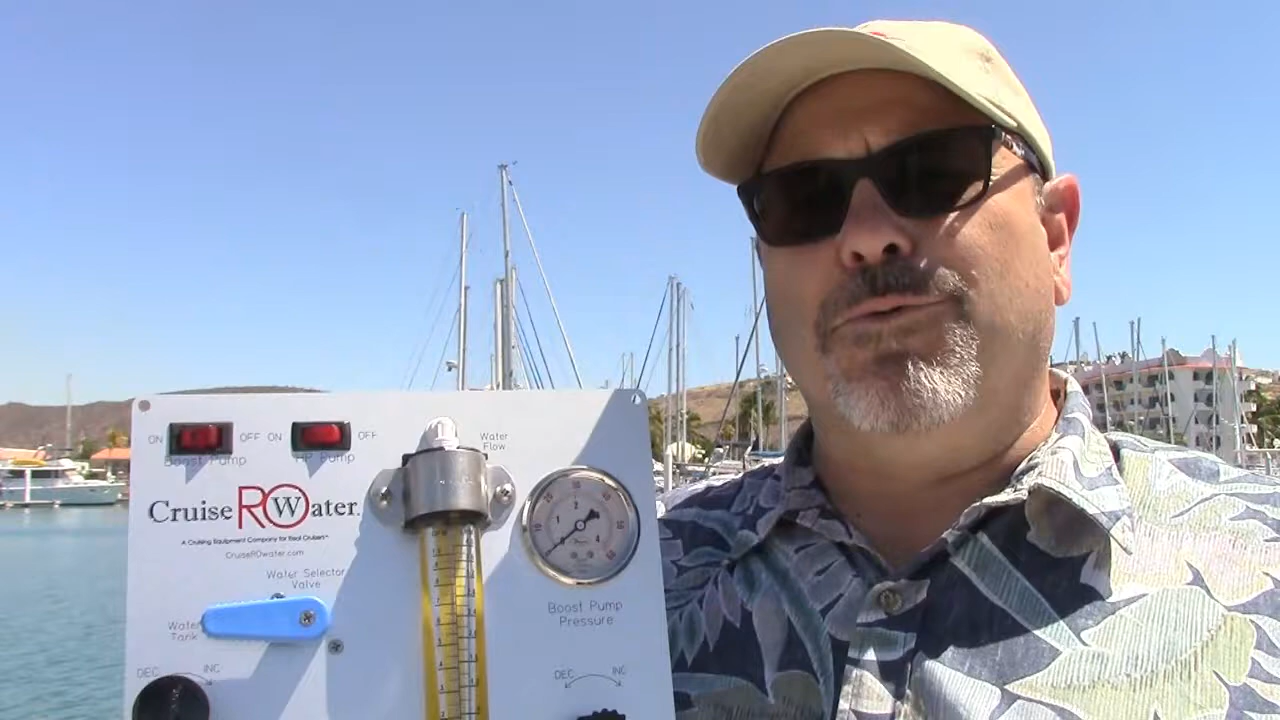 ON OFF ON OFF
Boost Pump HP Pump
Water
Flow
Cruise ROWater
A Cruising Equipment Company for Real Cruisers™
CruiseROwater.com
Water Selector
Valve
Water
Tank
Boost Pump
Pressure
DEC INC
DEC INC